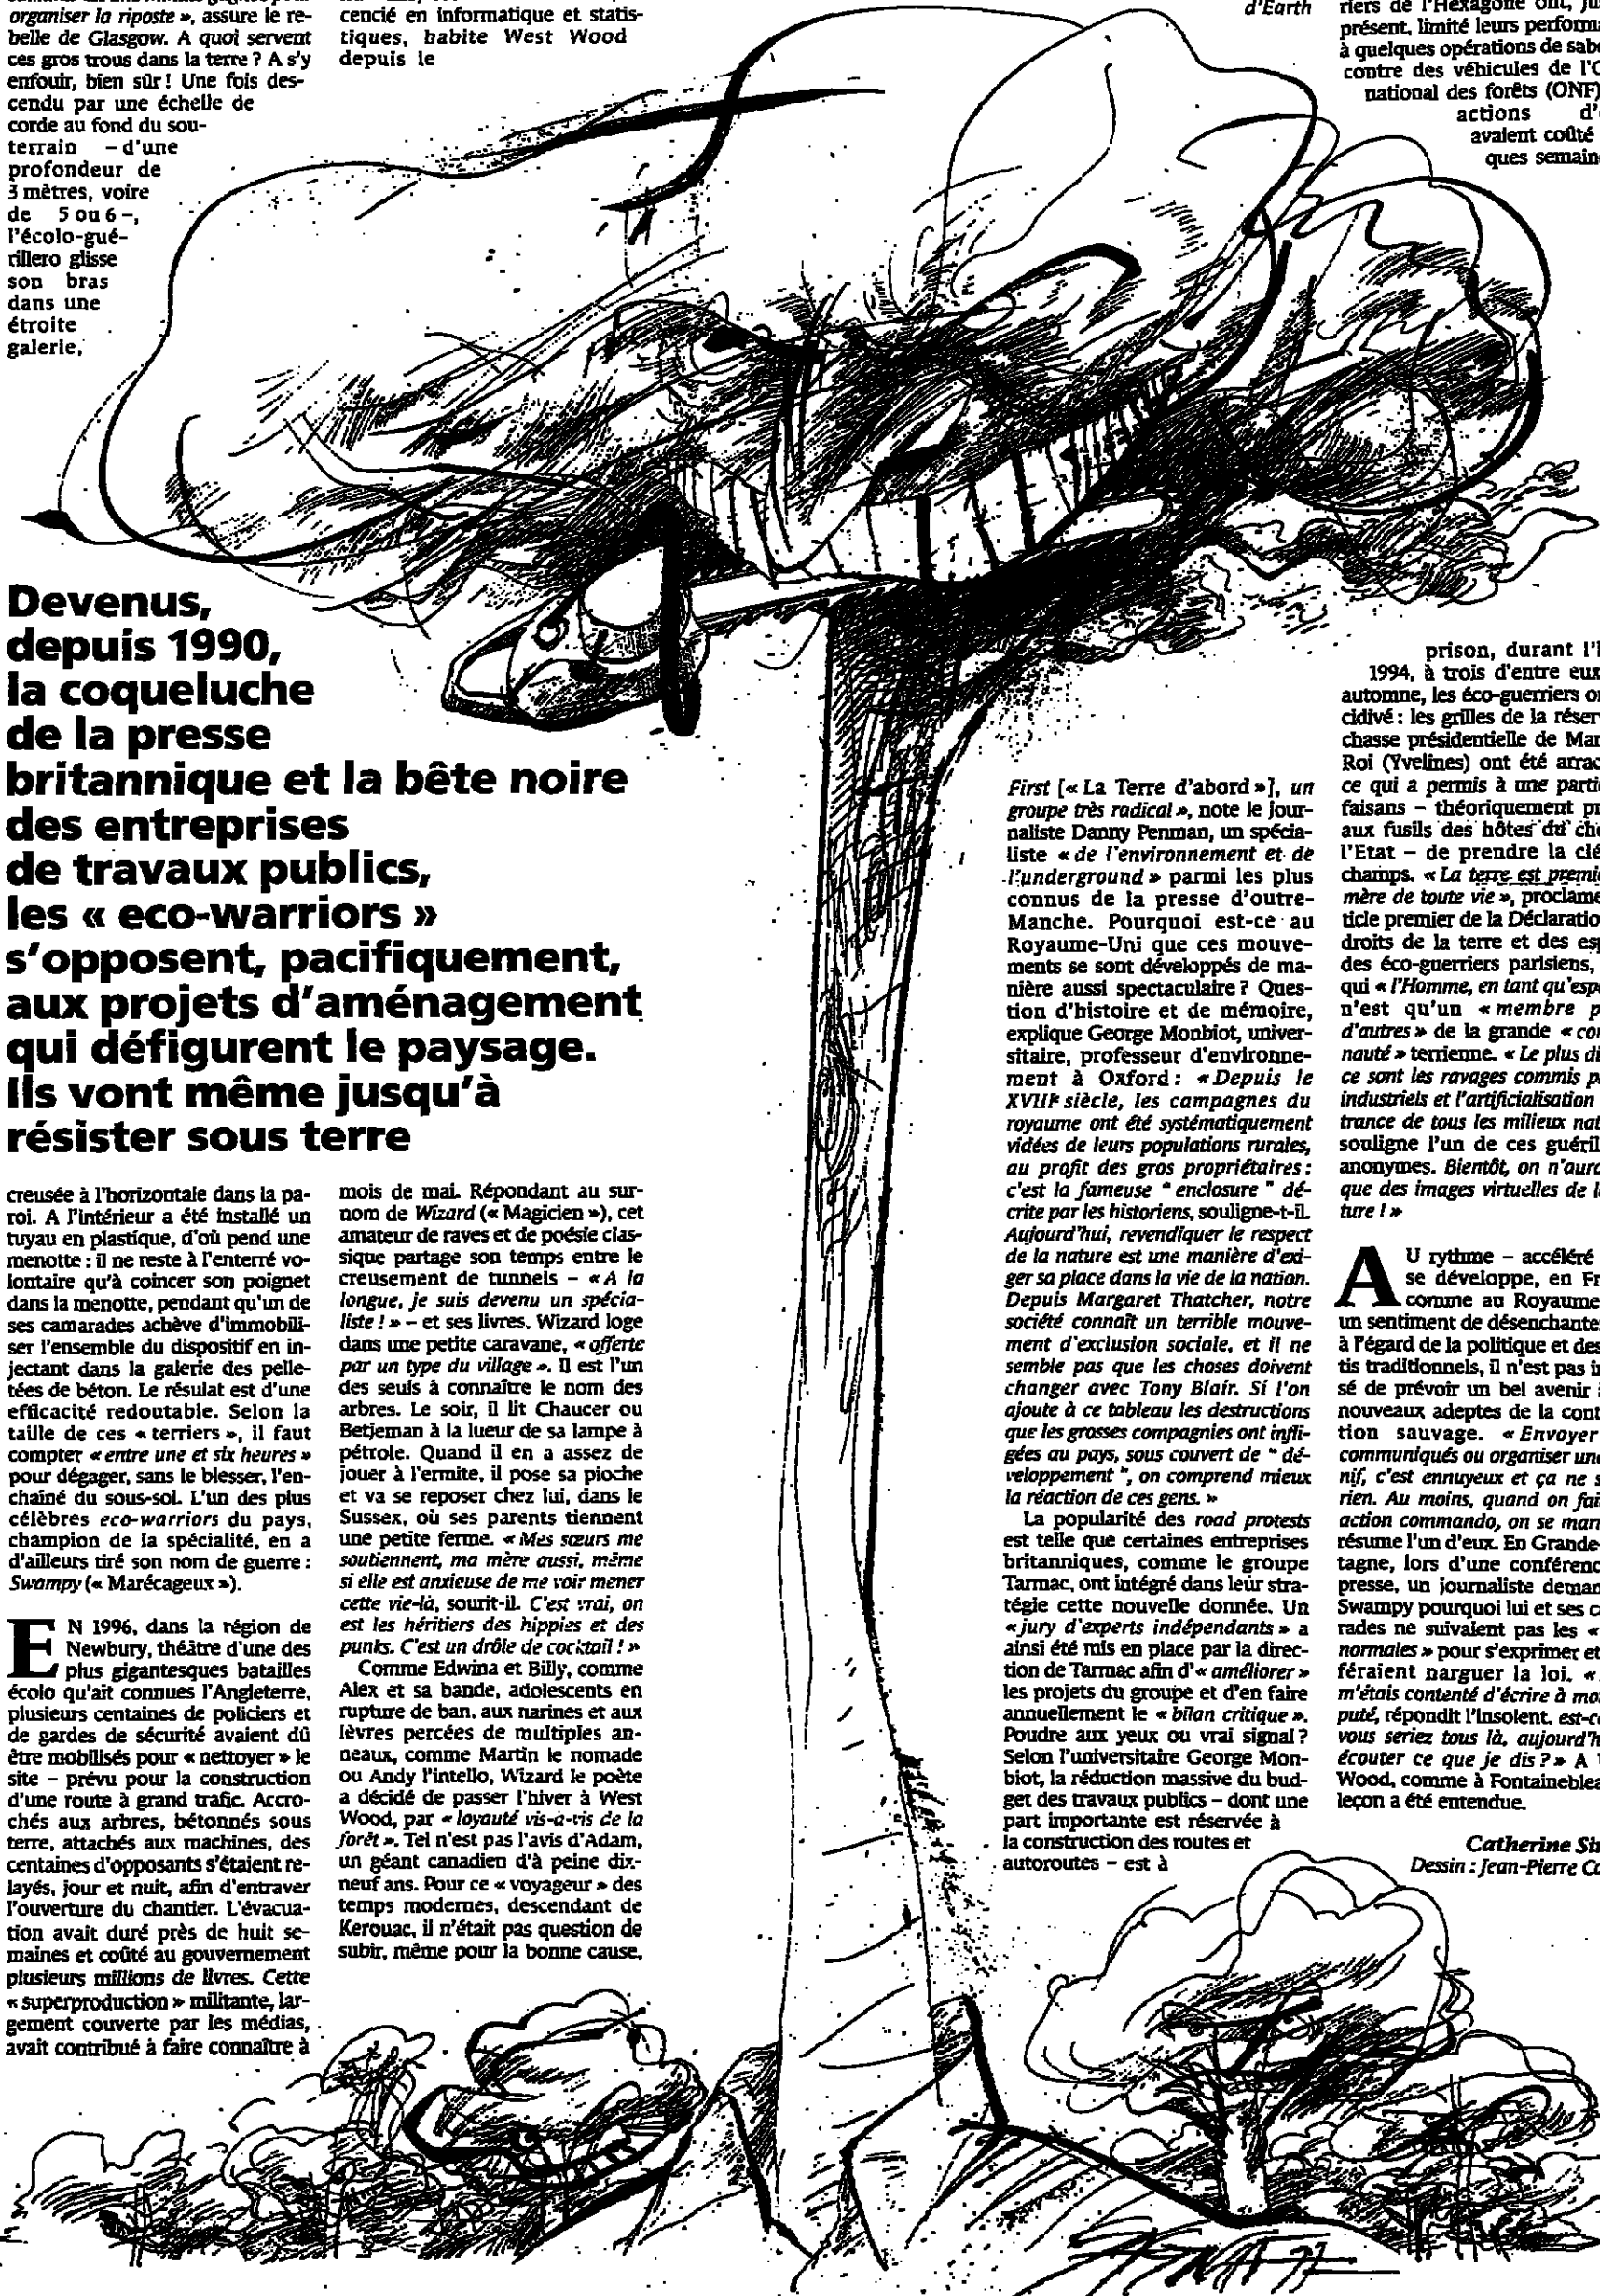 organiser la riposte », assure le re-
belle de Glasgow. A quoi servent
ces gros trous dans la terre ? A s'y
enfouir, bien sûr ! Une fois des-
cendu par une échelle de
corde au fond du sou-
terrain – d'une
profondeur de
3 mètres, voire
de 5 ou 6 –,
l'écolo-gué-
rillero glisse
son bras
dans une
étroite
galerie,
Devenus,
depuis 1990,
la coqueluche
de la presse
britannique et la bête noire
des entreprises
de travaux publics,
les « eco-warriors »
s'opposent, pacifiquement,
aux projets d'aménagement
qui défigurent le paysage.
Ils vont même jusqu'à
résister sous terre
creusée à l'horizontale dans la pa-
roi. A l'intérieur a été installé un
tuyau en plastique, d'où pend une
menotte : il ne reste à l'enterré vo-
lontaire qu'à coincer son poignet
dans la menotte, pendant qu'un de
ses camarades achève d'immobili-
ser l'ensemble du dispositif en in-
jectant dans la galerie des pelle-
tées de béton. Le résulat est d'une
efficacité redoutable. Selon la
taille de ces « terriers », il faut
compter « entre une et six heures »
pour dégager, sans le blesser, l'en-
chaîné du sous-sol. L'un des plus
célèbres eco-warriors du pays,
champion de la spécialité, en a
d'ailleurs tiré son nom de guerre :
Swampy (« Marécageux »).
EN 1996, dans la région de
Newbury, théâtre d'une des
plus gigantesques batailles
écolo qu'ait connues l'Angleterre,
plusieurs centaines de policiers et
de gardes de sécurité avaient dû
être mobilisés pour « nettoyer » le
site – prévu pour la construction
d'une route à grand trafic. Accro-
chés aux arbres, bétonnés sous
terre, attachés aux machines, des
centaines d'opposants s'étaient re-
layés, jour et nuit, afin d'entraver
l'ouverture du chantier. L'évacua-
tion avait duré près de huit se-
maines et coûté au gouvernement
plusieurs millions de livres. Cette
« superproduction » militante, lar-
gement couverte par les médias,
avait contribué à faire connaître à
cencié en informatique et statis-
tiques, habite West Wood
depuis le
mois de mai. Répondant au sur-
nom de Wizard (« Magicien »), cet
amateur de raves et de poésie clas-
sique partage son temps entre le
creusement de tunnels – « A la
longue, je suis devenu un spécia-
liste ! » – et ses livres. Wizard loge
dans une petite caravane, « offerte
par un type du village ». Il est l'un
des seuls à connaître le nom des
arbres. Le soir, il lit Chaucer ou
Betjeman à la lueur de sa lampe à
pétrole. Quand il en a assez de
jouer à l'ermite, il pose sa pioche
et va se reposer chez lui, dans le
Sussex, où ses parents tiennent
une petite ferme. « Mes sœurs me
soutiennent, ma mère aussi, même
si elle est anxieuse de me voir mener
cette vie-là, sourit-il. C'est vrai, on
est les héritiers des hippies et des
punks. C'est un drôle de cocktail ! »
Comme Edwina et Billy, comme
Alex et sa bande, adolescents en
rupture de ban, aux narines et aux
lèvres percées de multiples an-
neaux, comme Martin le nomade
ou Andy l'intello, Wizard le poète
a décidé de passer l'hiver à West
Wood, par « loyauté vis-à-vis de la
forêt ». Tel n'est pas l'avis d'Adam,
un géant canadien d'à peine dix-
neuf ans. Pour ce « voyageur » des
temps modernes, descendant de
Kerouac, il n'était pas question de
subir, même pour la bonne cause,
d'Earth
First [« La Terre d'abord »], un
groupe très radical », note le jour-
naliste Danny Penman, un spécia-
liste « de l'environnement et de
l'underground » parmi les plus
connus de la presse d'outre-
Manche. Pourquoi est-ce au
Royaume-Uni que ces mouve-
ments se sont développés de ma-
nière aussi spectaculaire ? Ques-
tion d'histoire et de mémoire,
explique George Monbiot, univer-
sitaire, professeur d'environne-
ment à Oxford : « Depuis le
XVIIIe siècle, les campagnes du
royaume ont été systématiquement
vidées de leurs populations rurales,
au profit des gros propriétaires :
c'est la fameuse " enclosure " dé-
crite par les historiens, souligne-t-il.
Aujourd'hui, revendiquer le respect
de la nature est une manière d'exi-
ger sa place dans la vie de la nation.
Depuis Margaret Thatcher, notre
société connaît un terrible mouve-
ment d'exclusion sociale, et il ne
semble pas que les choses doivent
changer avec Tony Blair. Si l'on
ajoute à ce tableau les destructions
que les grosses compagnies ont infli-
gées au pays, sous couvert de " dé-
veloppement ", on comprend mieux
la réaction de ces gens. »
La popularité des road protests
est telle que certaines entreprises
britanniques, comme le groupe
Tarmac, ont intégré dans leur stra-
tégie cette nouvelle donnée. Un
« jury d'experts indépendants » a
ainsi été mis en place par la direc-
tion de Tarmac afin d'« améliorer »
les projets du groupe et d'en faire
annuellement le « bilan critique ».
Poudre aux yeux ou vrai signal ?
Selon l'universitaire George Mon-
biot, la réduction massive du bud-
get des travaux publics – dont une
part importante est réservée à
la construction des routes et
autoroutes – est à
riers de l'Hexagone ont,
présent, limité leurs
à quelques opérations de
contre des véhicules de
national des forêts (ONF)
actions
avaient coûté
ques
prison, durant
1994, à trois d'entre eux
automne, les éco-guerriers
cidivé : les grilles de la
chasse présidentielle de
Roi (Yvelines) ont été
ce qui a permis à une
faisans – théoriquement
aux fusils des hôtes du
l'Etat – de prendre la
champs. « La terre est
mère de toute vie »,
ticle premier de la
droits de la terre et des
des éco-guerriers parisiens,
qui « l'Homme, en tant
n'est qu'un « membre
d'autres » de la grande
nauté » terrienne. « Le plus
ce sont les ravages commis
industriels et l'artificialisation
trance de tous les milieux
souligne l'un de ces
anonymes. Bientôt, on
que des images virtuelles de
ture ! »
AU rythme – accéléré
se développe, en
comme au Royaume
un sentiment de
à l'égard de la politique et des
tis traditionnels, il n'est pas
sé de prévoir un bel avenir
nouveaux adeptes de la
tion sauvage. « Envoyer
communiqués ou organiser
nif, c'est ennuyeux et ça ne
rien. Au moins, quand on
action commando, on se
résume l'un d'eux. En Grande-
tagne, lors d'une
presse, un journaliste
Swampy pourquoi lui et ses
rades ne suivaient pas les «
normales » pour s'exprimer et
féraient narguer la loi. «
m'étais contenté d'écrire à
puté, répondit l'insolent,
vous seriez tous là,
écouter ce que je dis ? » A
Wood, comme à
leçon a été entendue.
Catherine
Dessin : Jean-Pierre